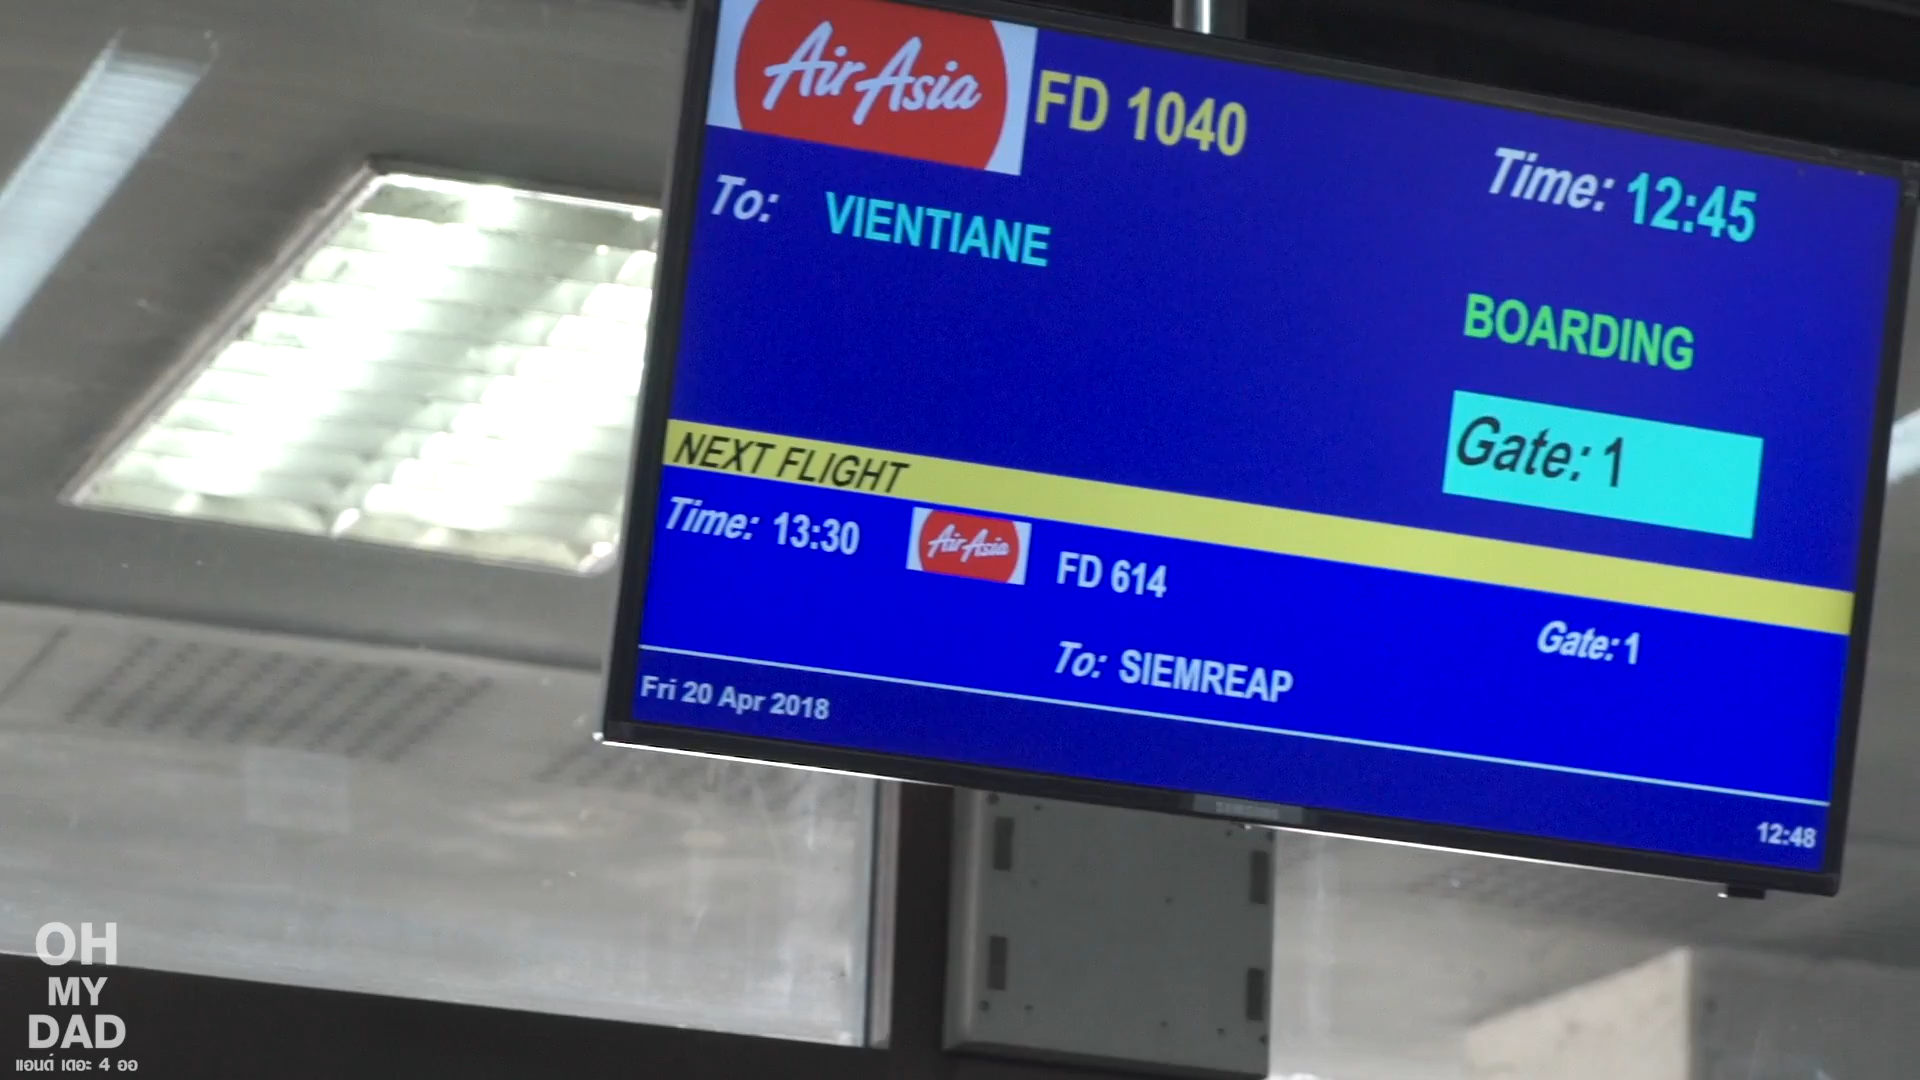 AirAsia FD 1040
Time: 12:45
To: VIENTIANE
BOARDING
Gate: 1
NEXT FLIGHT
Time: 13:30 AirAsia FD 614
Gate: 1
To: SIEMREAP
Fri 20 Apr 2018
12:48
SAMSUNG
OH
MY
DAD
แอนด์ เดอะ 4 ออ